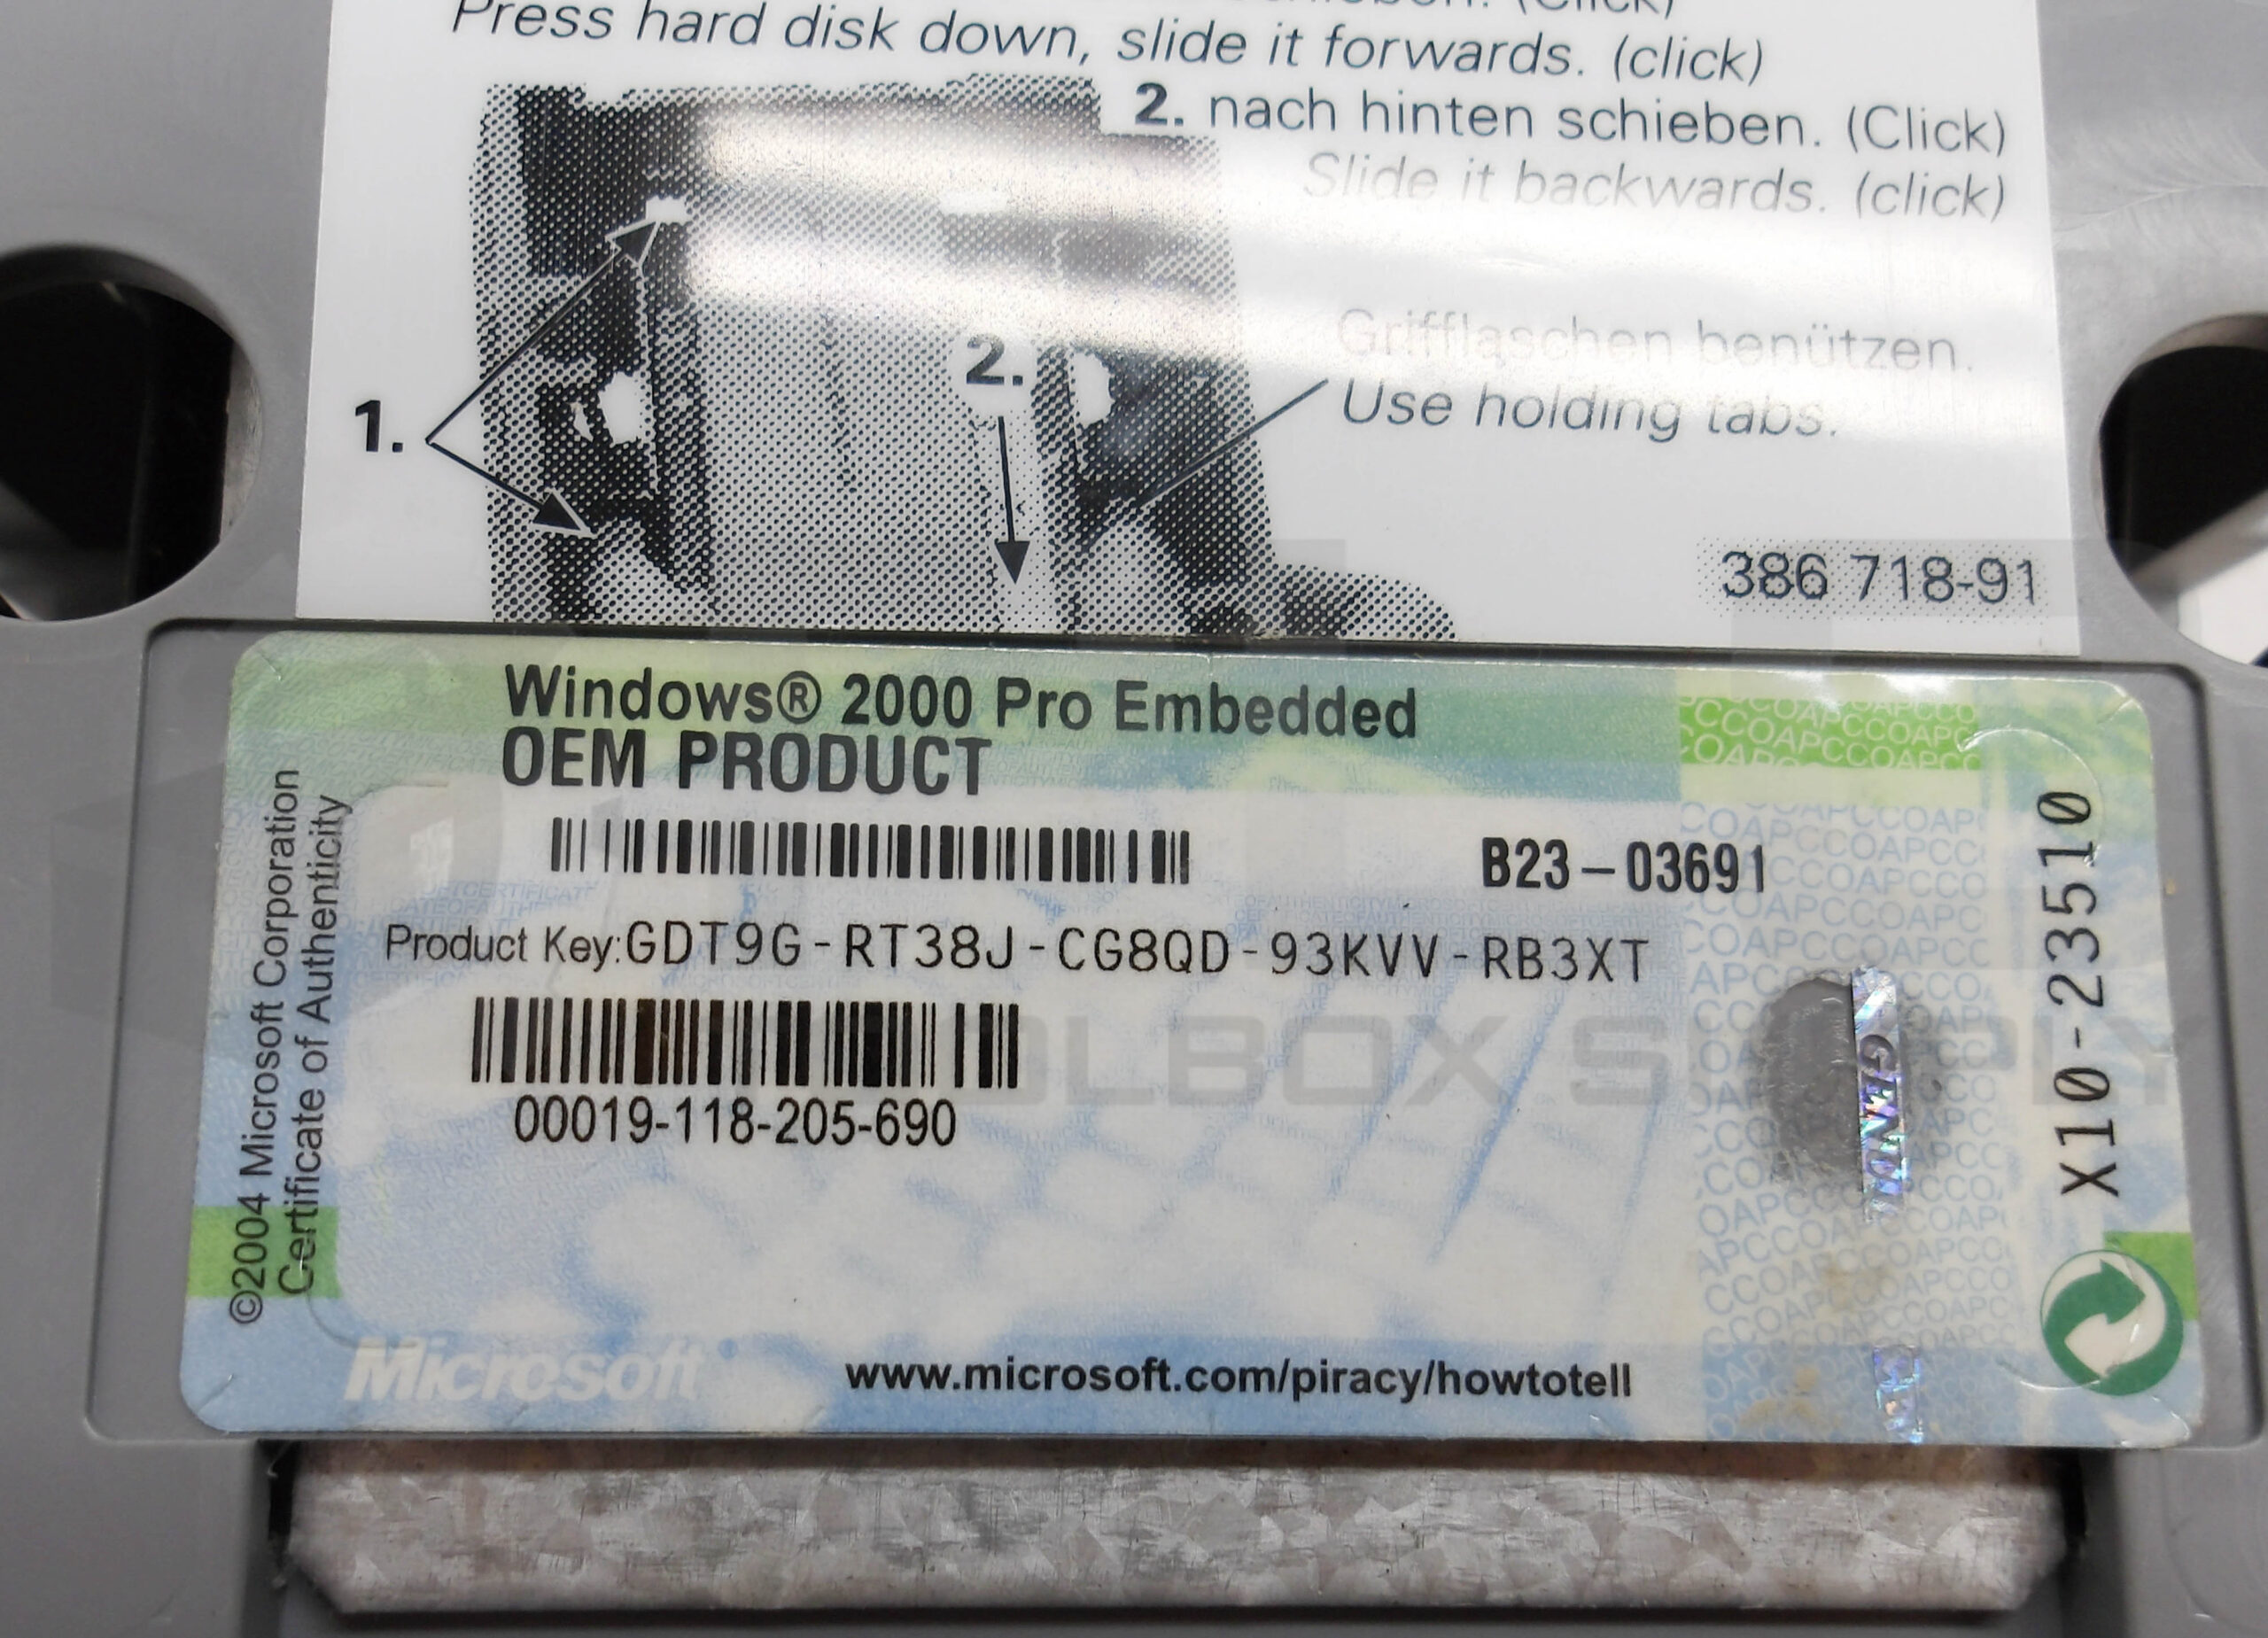 Press hard disk down, slide it forwards. (click)
2. nach hinten schieben. (Click)
Slide it backwards. (click)
Grifflaschen benützen.
Use holding tabs.
1.
2.
386 718-91
Windows® 2000 Pro Embedded
OEM PRODUCT
B23-03691
Product Key:GDT9G-RT38J-CG8QD-93KVV-RB3XT
00019-118-205-690
©2004 Microsoft Corporation
Certificate of Authenticity
X10-23510
Microsoft
www.microsoft.com/piracy/howtotell